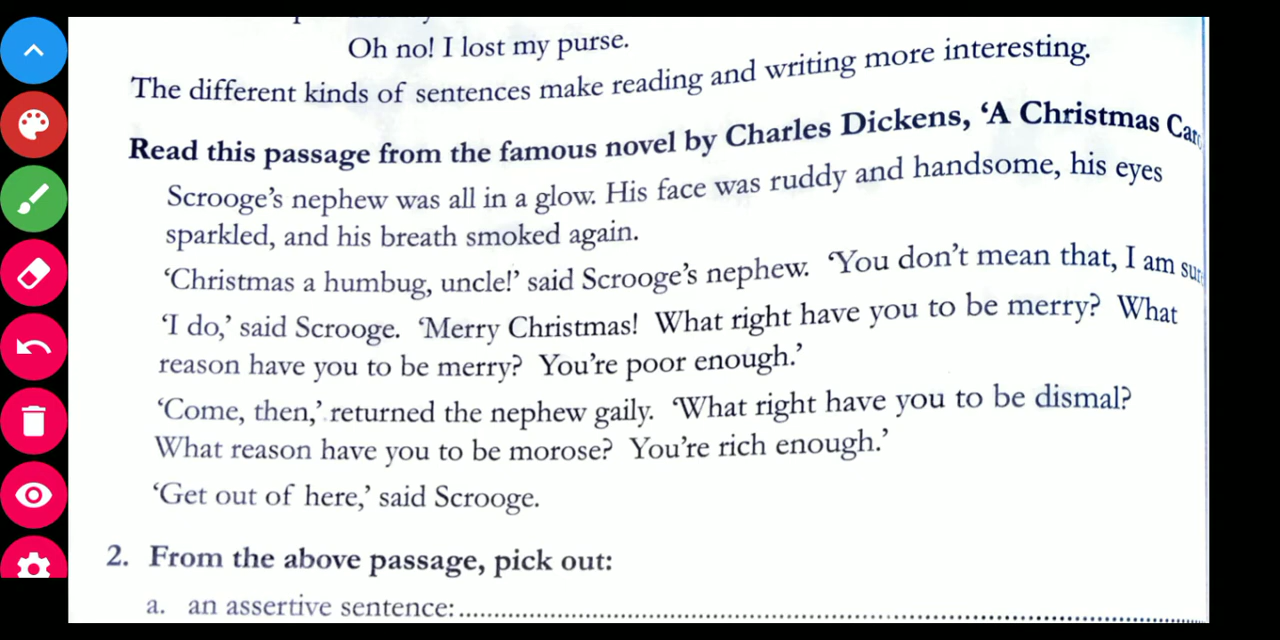 Oh no! I lost my purse.
The different kinds of sentences make reading and writing more interesting.
Read this passage from the famous novel by Charles Dickens, ‘A Christmas
Scrooge’s nephew was all in a glow. His face was ruddy and handsome, his eyes
sparkled, and his breath smoked again.
‘Christmas a humbug, uncle!’ said Scrooge’s nephew. ‘You don’t mean that, I am
‘I do,’ said Scrooge. ‘Merry Christmas! What right have you to be merry? What
reason have you to be merry? You’re poor enough.’
‘Come, then,’ returned the nephew gaily. ‘What right have you to be dismal?
What reason have you to be morose? You’re rich enough.’
‘Get out of here,’ said Scrooge.
2. From the above passage, pick out:
a. an assertive sentence: